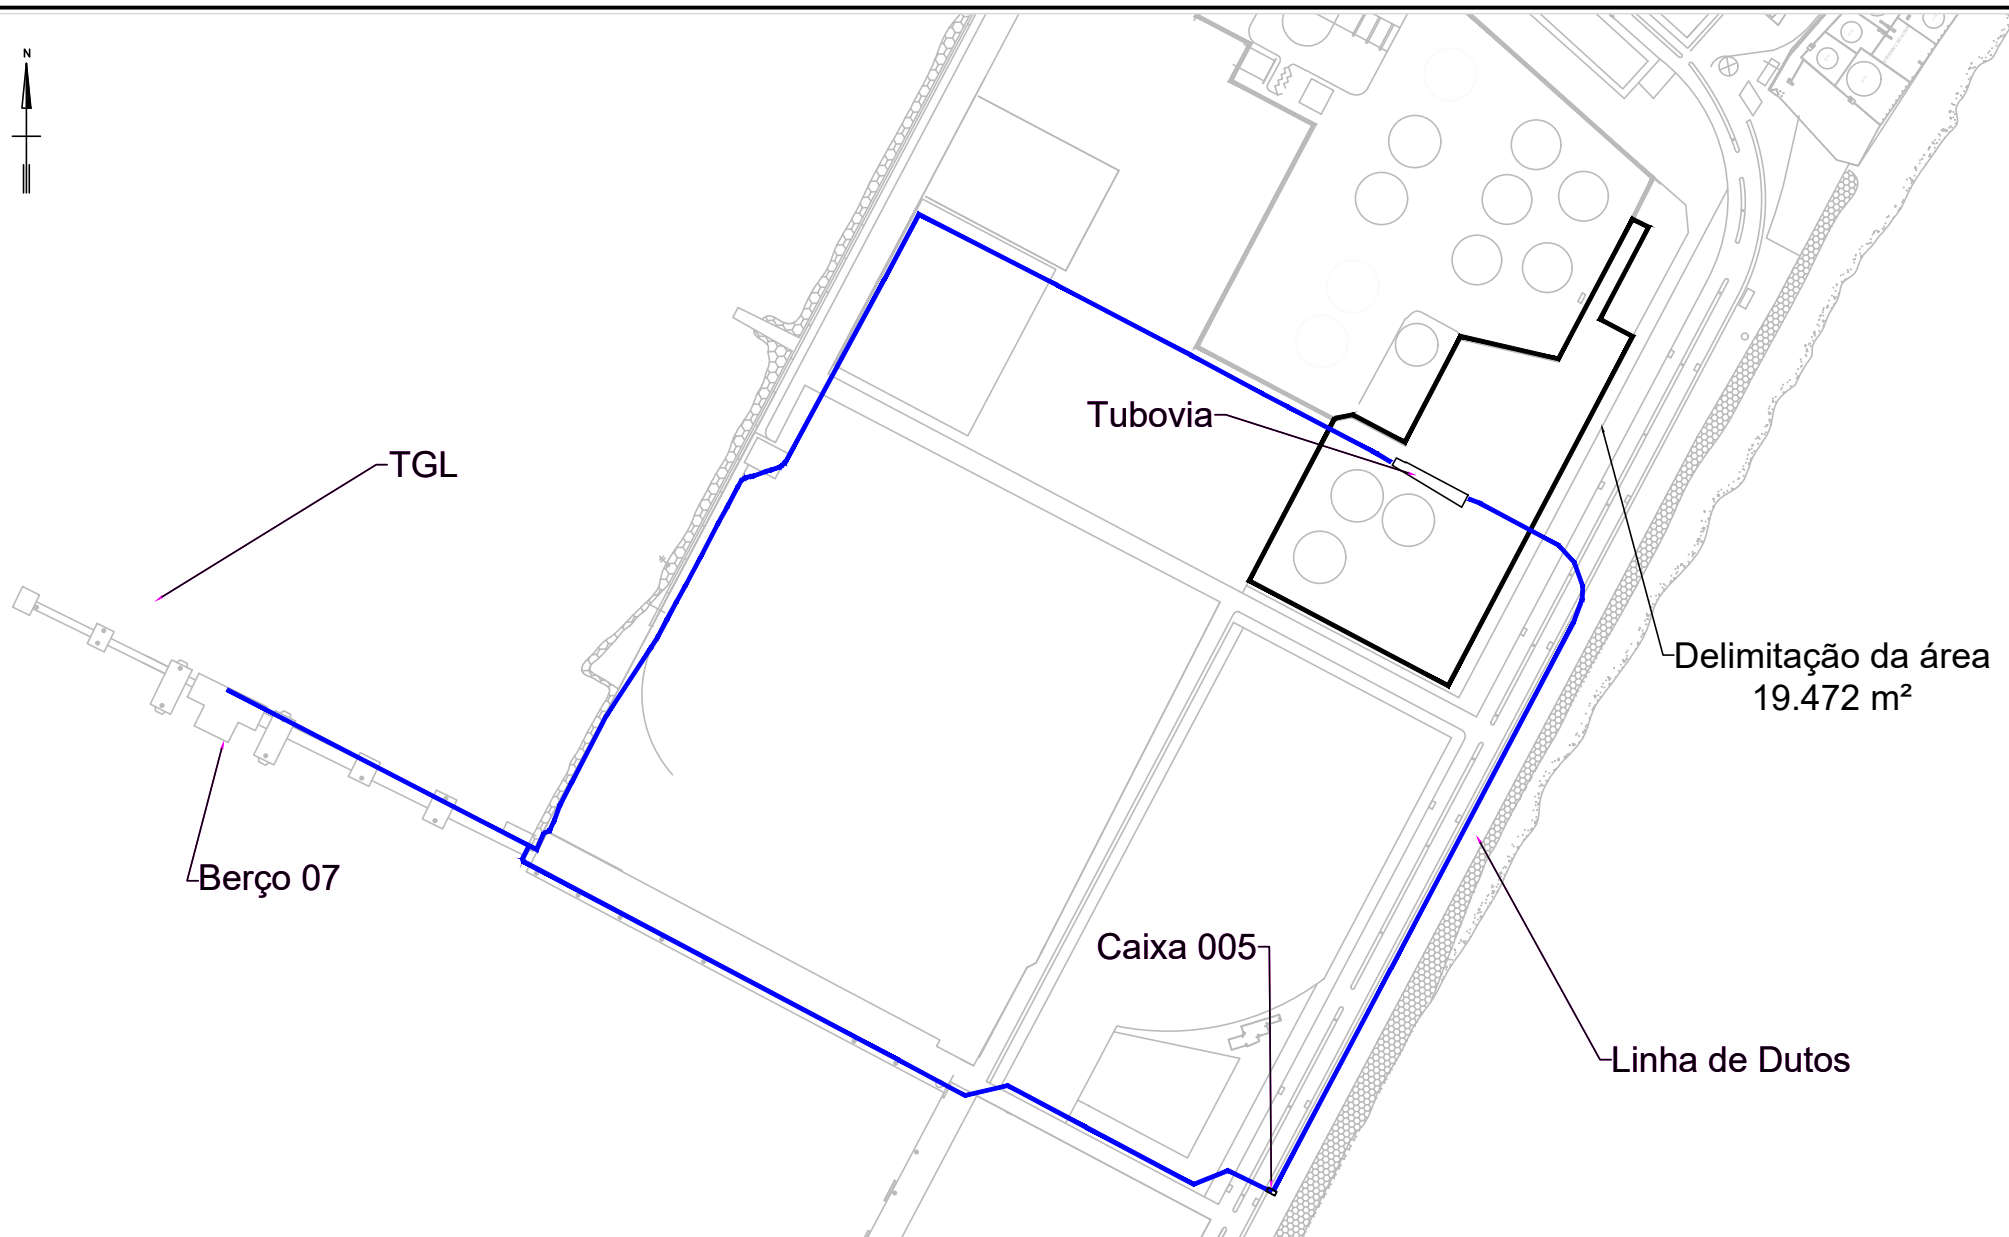 N
Tubovia
TGL
Delimitação da área
19.472 m²
Berço 07
Caixa 005
Linha de Dutos